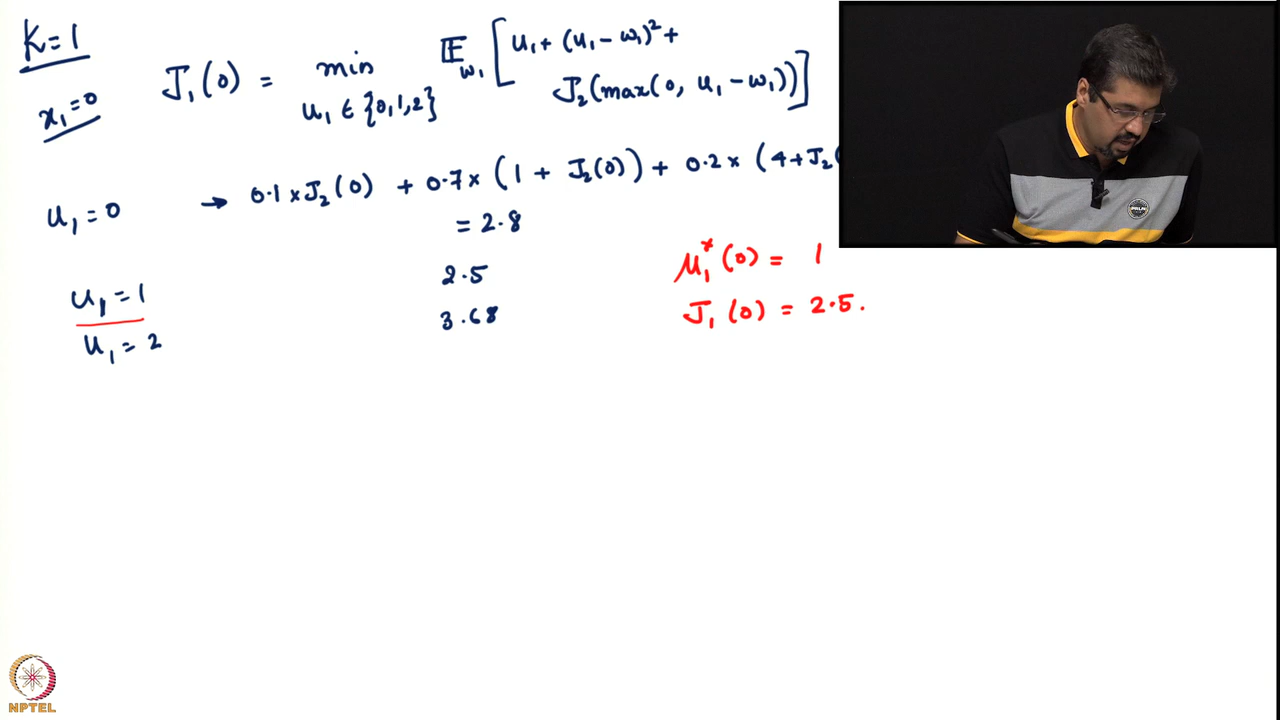 K=1
x₁=0
J₁(0) = min 𝔼w₁ [ u₁ + (u₁ - w₁)² +
u₁ ∈ {0,1,2} J₂(max(0, u₁ - w₁)) ]
u₁ = 0 → 0.1 × J₂(0) + 0.7 × (1 + J₂(0)) + 0.2 × (4 + J₂(
= 2.8
u₁ = 1 2.5
u₁ = 2 3.68
μ₁*(0) = 1
J₁(0) = 2.5.
NPTEL